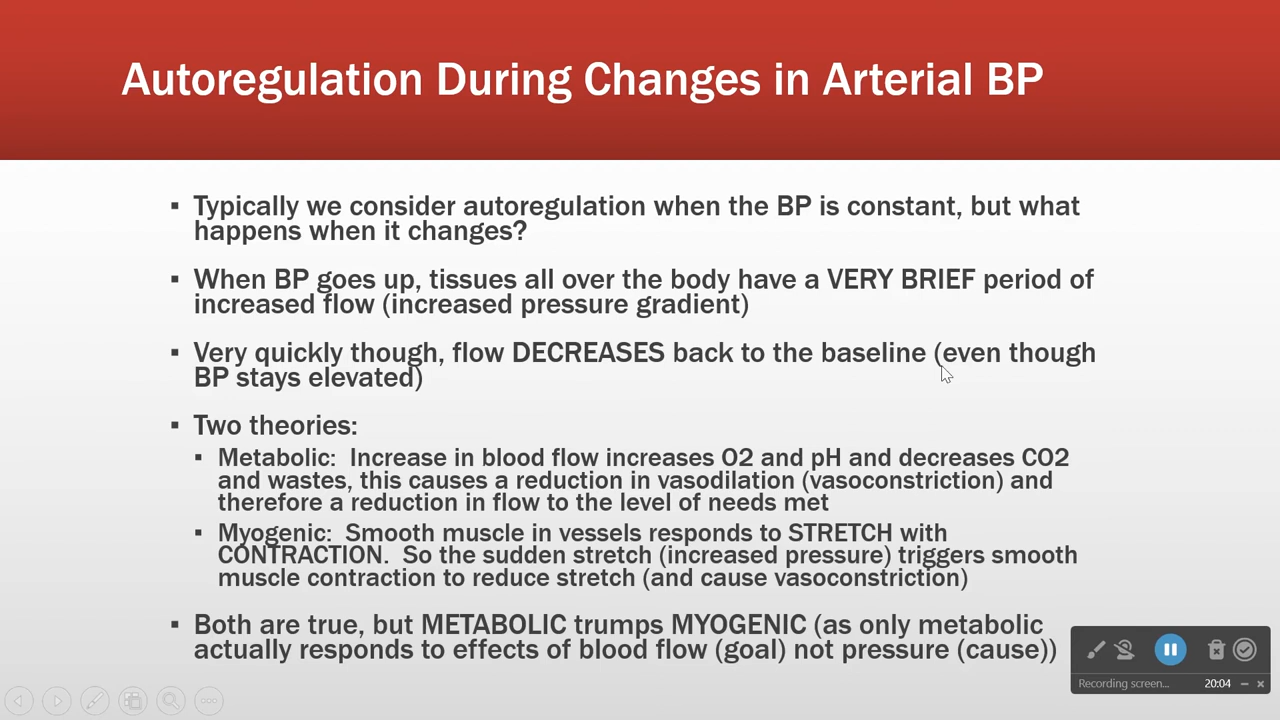 Autoregulation During Changes in Arterial BP
▪ Typically we consider autoregulation when the BP is constant, but what
happens when it changes?
▪ When BP goes up, tissues all over the body have a VERY BRIEF period of
increased flow (increased pressure gradient)
▪ Very quickly though, flow DECREASES back to the baseline (even though
BP stays elevated)
▪ Two theories:
▪ Metabolic: Increase in blood flow increases O2 and pH and decreases CO2
and wastes, this causes a reduction in vasodilation (vasoconstriction) and
therefore a reduction in flow to the level of needs met
▪ Myogenic: Smooth muscle in vessels responds to STRETCH with
CONTRACTION. So the sudden stretch (increased pressure) triggers smooth
muscle contraction to reduce stretch (and cause vasoconstriction)
▪ Both are true, but METABOLIC trumps MYOGENIC (as only metabolic
actually responds to effects of blood flow (goal) not pressure (cause))
Recording screen... 20:04